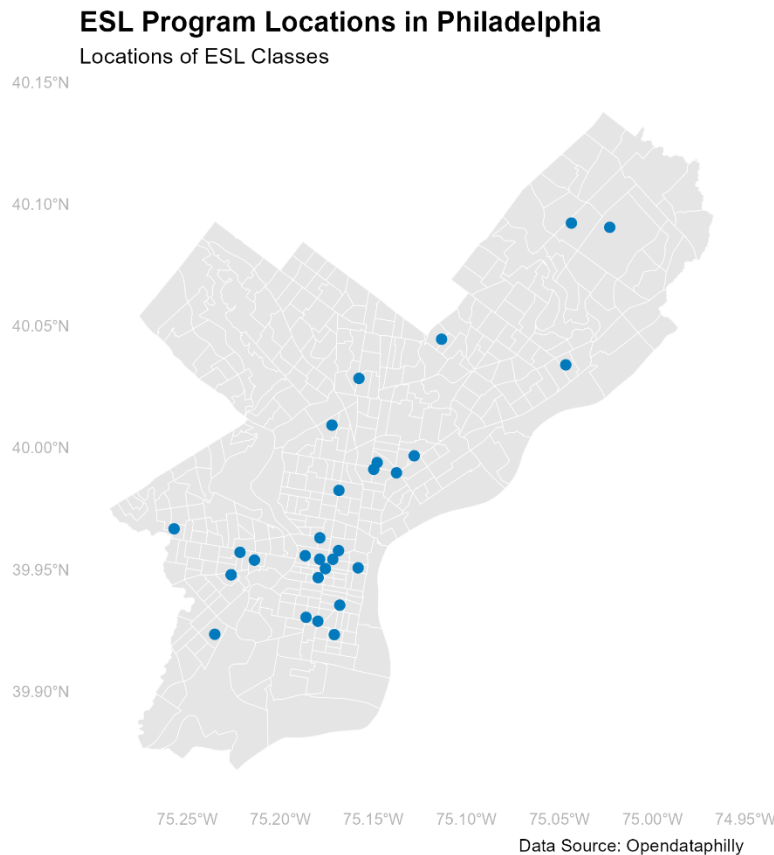 ESL Program Locations in Philadelphia
Locations of ESL Classes
40.15°N
40.10°N
40.05°N
40.00°N
39.95°N
39.90°N
75.25°W 75.20°W 75.15°W 75.10°W 75.05°W 75.00°W 74.95°W
Data Source: Opendataphilly